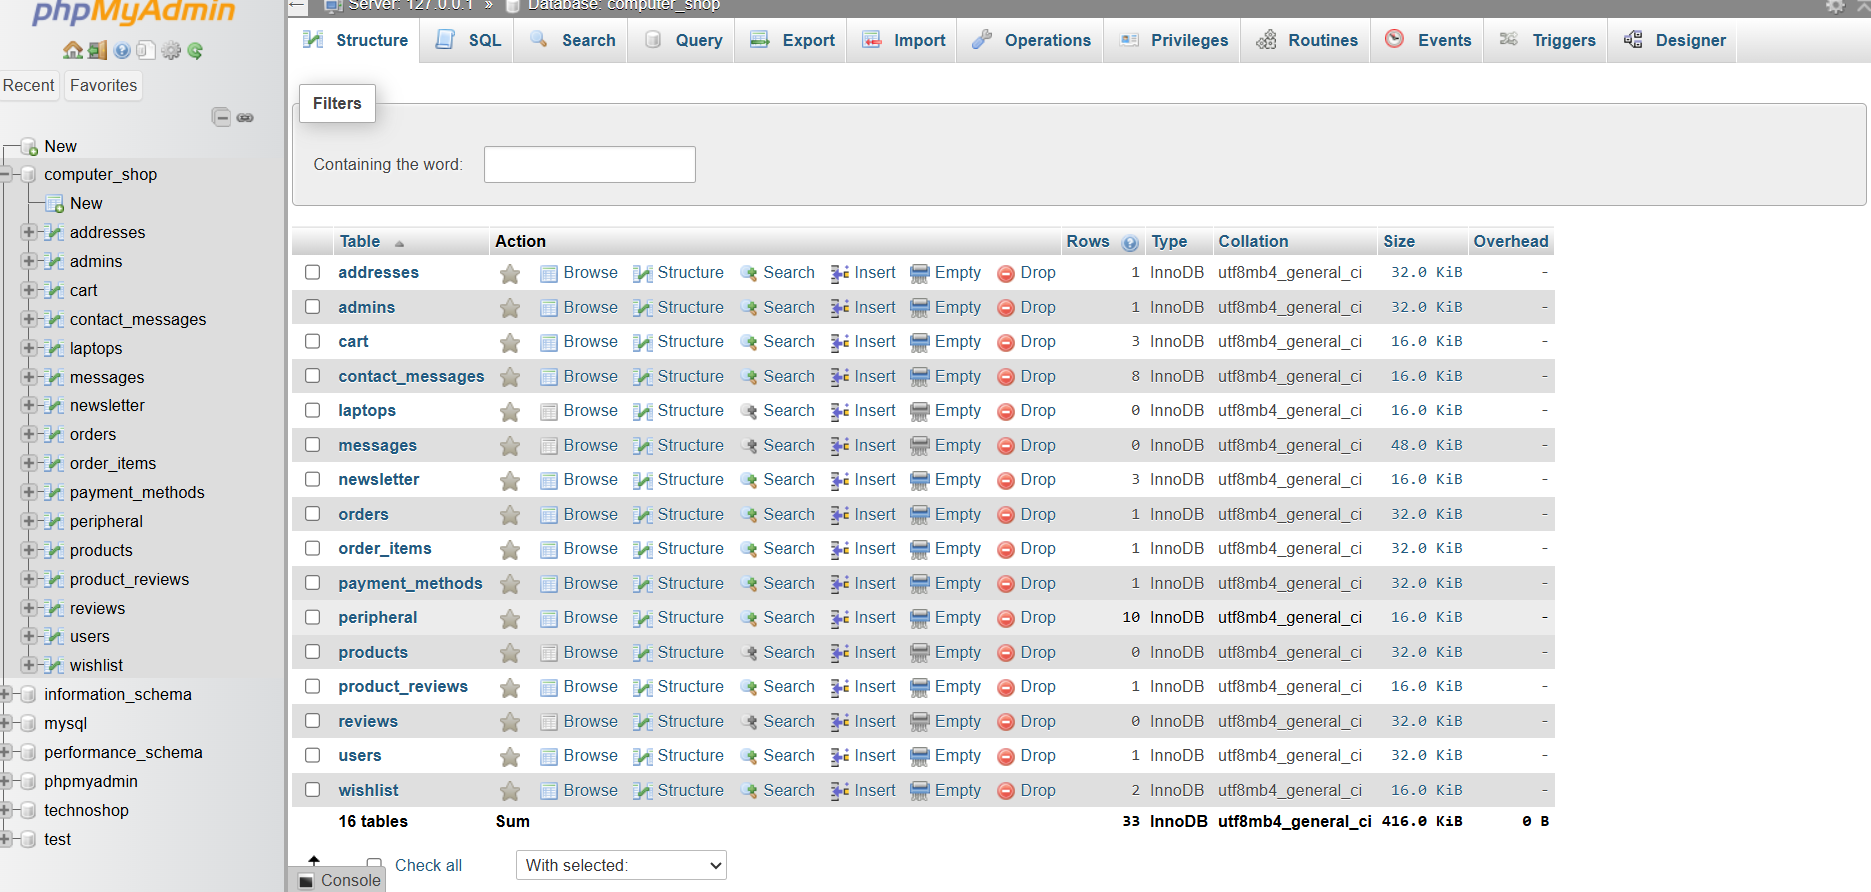 phpMyAdmin
Recent Favorites
New
computer_shop
New
addresses
admins
cart
contact_messages
laptops
messages
newsletter
orders
order_items
payment_methods
peripheral
products
product_reviews
reviews
users
wishlist
information_schema
mysql
performance_schema
phpmyadmin
technoshop
test
Server: 127.0.0.1 » Database: computer_shop
Structure SQL Search Query Export Import Operations Privileges Routines Events Triggers Designer
Filters
Containing the word:
Table Action Rows Type Collation Size Overhead
addresses Browse Structure Search Insert Empty Drop 1 InnoDB utf8mb4_general_ci 32.0 KiB -
admins Browse Structure Search Insert Empty Drop 1 InnoDB utf8mb4_general_ci 32.0 KiB -
cart Browse Structure Search Insert Empty Drop 3 InnoDB utf8mb4_general_ci 16.0 KiB -
contact_messages Browse Structure Search Insert Empty Drop 8 InnoDB utf8mb4_general_ci 16.0 KiB -
laptops Browse Structure Search Insert Empty Drop 0 InnoDB utf8mb4_general_ci 16.0 KiB -
messages Browse Structure Search Insert Empty Drop 0 InnoDB utf8mb4_general_ci 48.0 KiB -
newsletter Browse Structure Search Insert Empty Drop 3 InnoDB utf8mb4_general_ci 16.0 KiB -
orders Browse Structure Search Insert Empty Drop 1 InnoDB utf8mb4_general_ci 32.0 KiB -
order_items Browse Structure Search Insert Empty Drop 1 InnoDB utf8mb4_general_ci 32.0 KiB -
payment_methods Browse Structure Search Insert Empty Drop 1 InnoDB utf8mb4_general_ci 32.0 KiB -
peripheral Browse Structure Search Insert Empty Drop 10 InnoDB utf8mb4_general_ci 16.0 KiB -
products Browse Structure Search Insert Empty Drop 0 InnoDB utf8mb4_general_ci 32.0 KiB -
product_reviews Browse Structure Search Insert Empty Drop 1 InnoDB utf8mb4_general_ci 16.0 KiB -
reviews Browse Structure Search Insert Empty Drop 0 InnoDB utf8mb4_general_ci 32.0 KiB -
users Browse Structure Search Insert Empty Drop 1 InnoDB utf8mb4_general_ci 32.0 KiB -
wishlist Browse Structure Search Insert Empty Drop 2 InnoDB utf8mb4_general_ci 16.0 KiB -
16 tables Sum 33 InnoDB utf8mb4_general_ci 416.0 KiB 0 B
Check all With selected:
Console